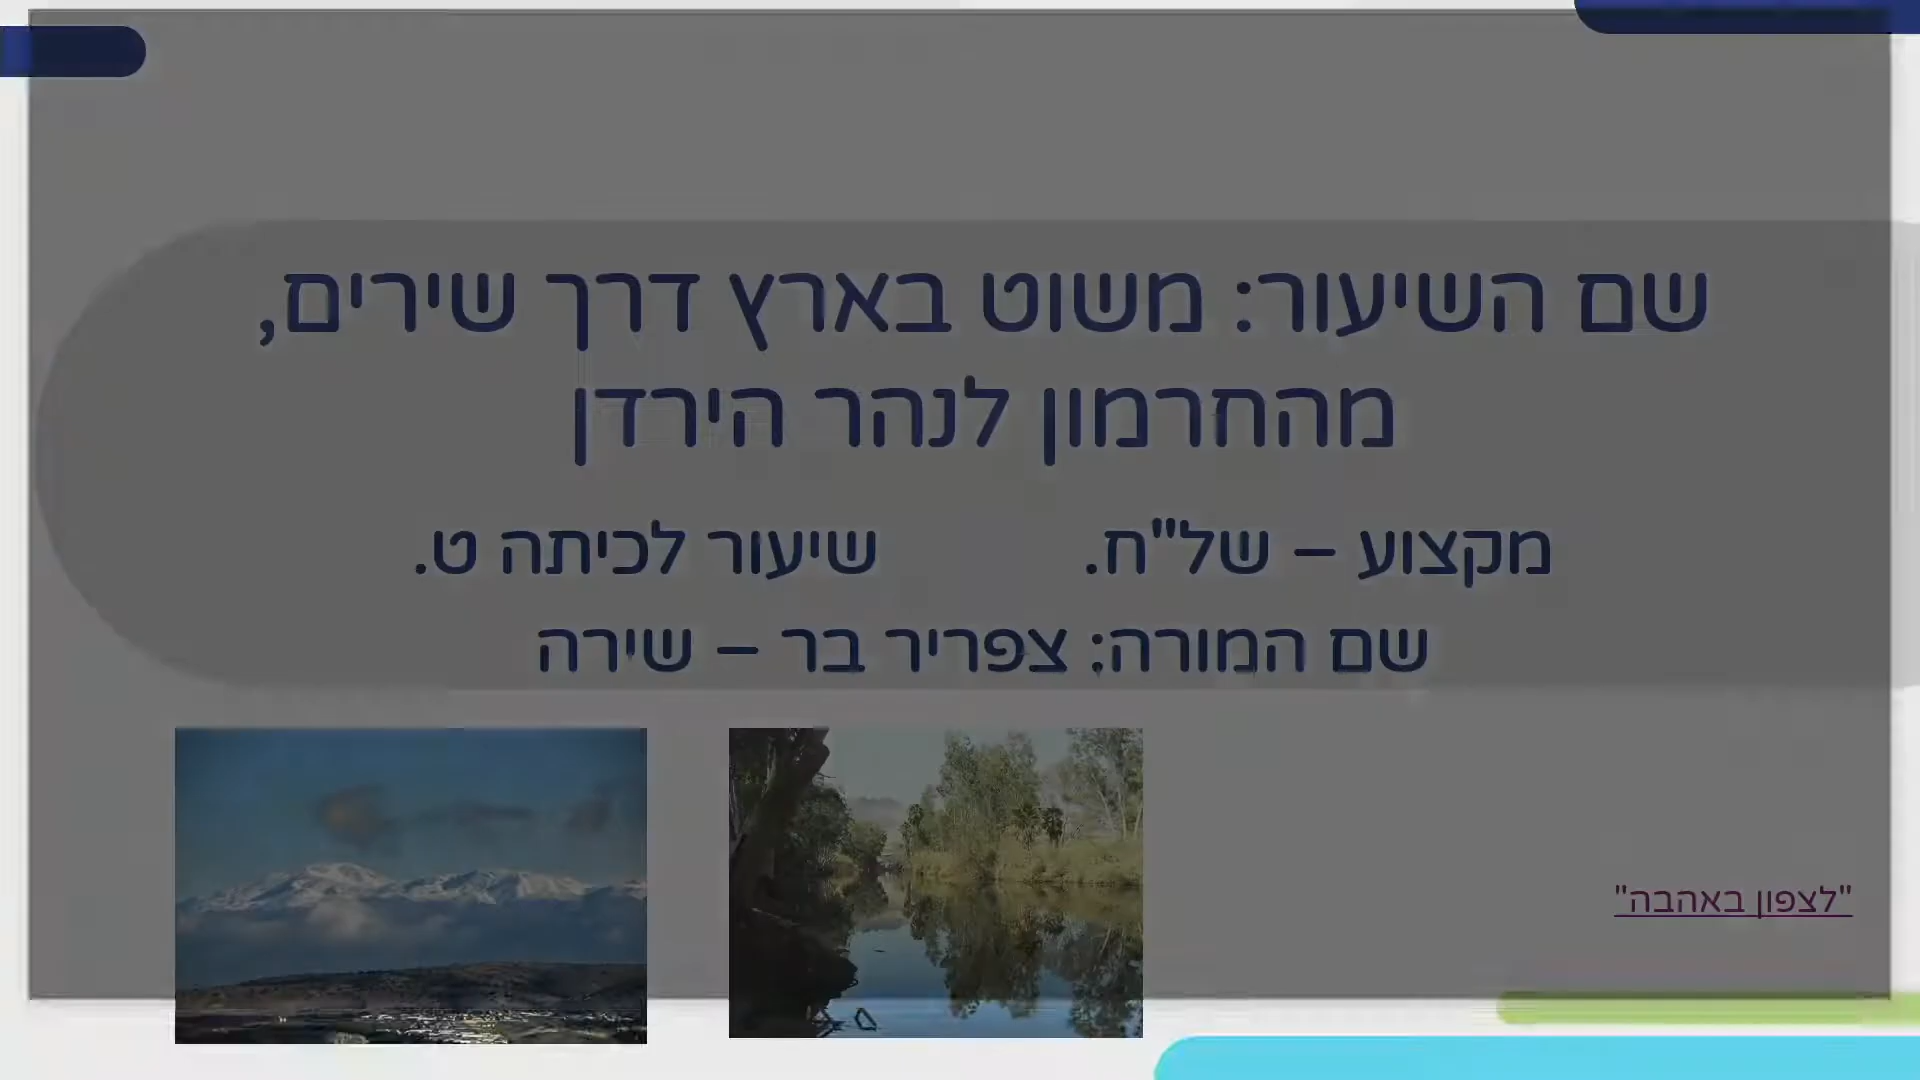 שם השיעור: משוט בארץ דרך שירים,
מהחרמון לנהר הירדן
מקצוע – של"ח. שיעור לכיתה ט.
שם המורה: צפריר בר – שירה
"לצפון באהבה"